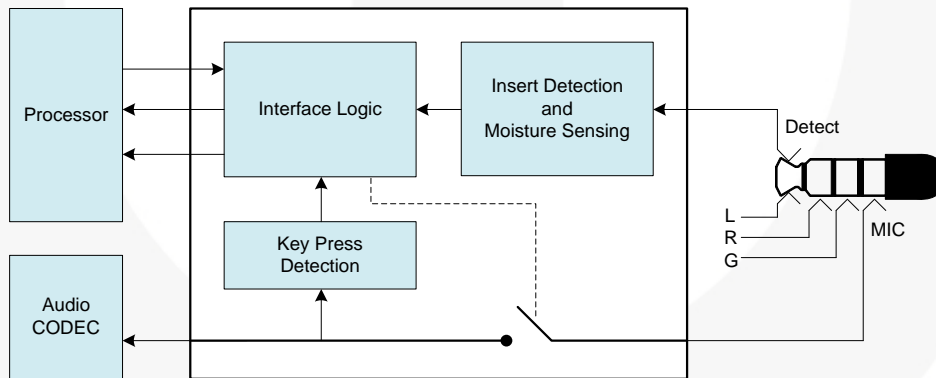 Processor
Interface Logic
Insert Detection
and
Moisture Sensing
Detect
L
R
G
MIC
Key Press
Detection
Audio
CODEC